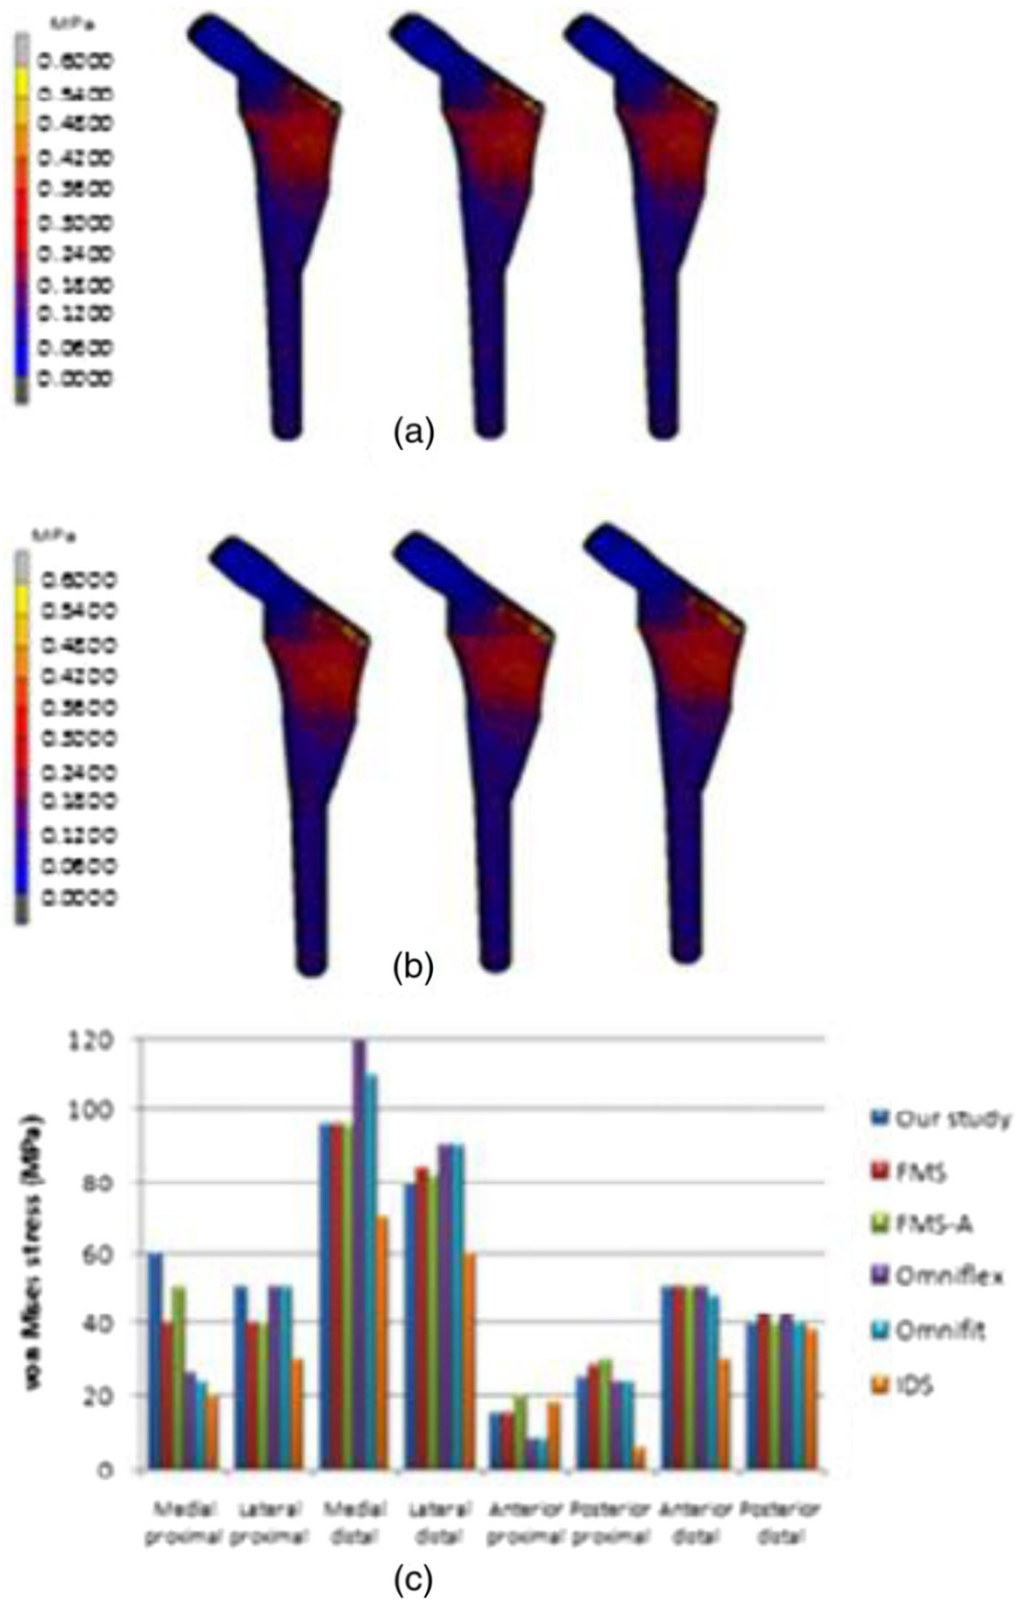 MPa
0.6000
0.5400
0.4800
0.4200
0.3600
0.3000
0.2400
0.1800
0.1200
0.0600
0.0000
(a)
MPa
0.6000
0.5400
0.4800
0.4200
0.3600
0.3000
0.2400
0.1800
0.1200
0.0600
0.0000
(b)
von Mises stress (MPa)
120
100
80
60
40
20
0
Medial proximal
Lateral proximal
Medial distal
Lateral distal
Anterior proximal
Posterior proximal
Anterior distal
Posterior distal
Our study
FMS
FMS-A
Omniflex
Omnifit
IDS
(c)